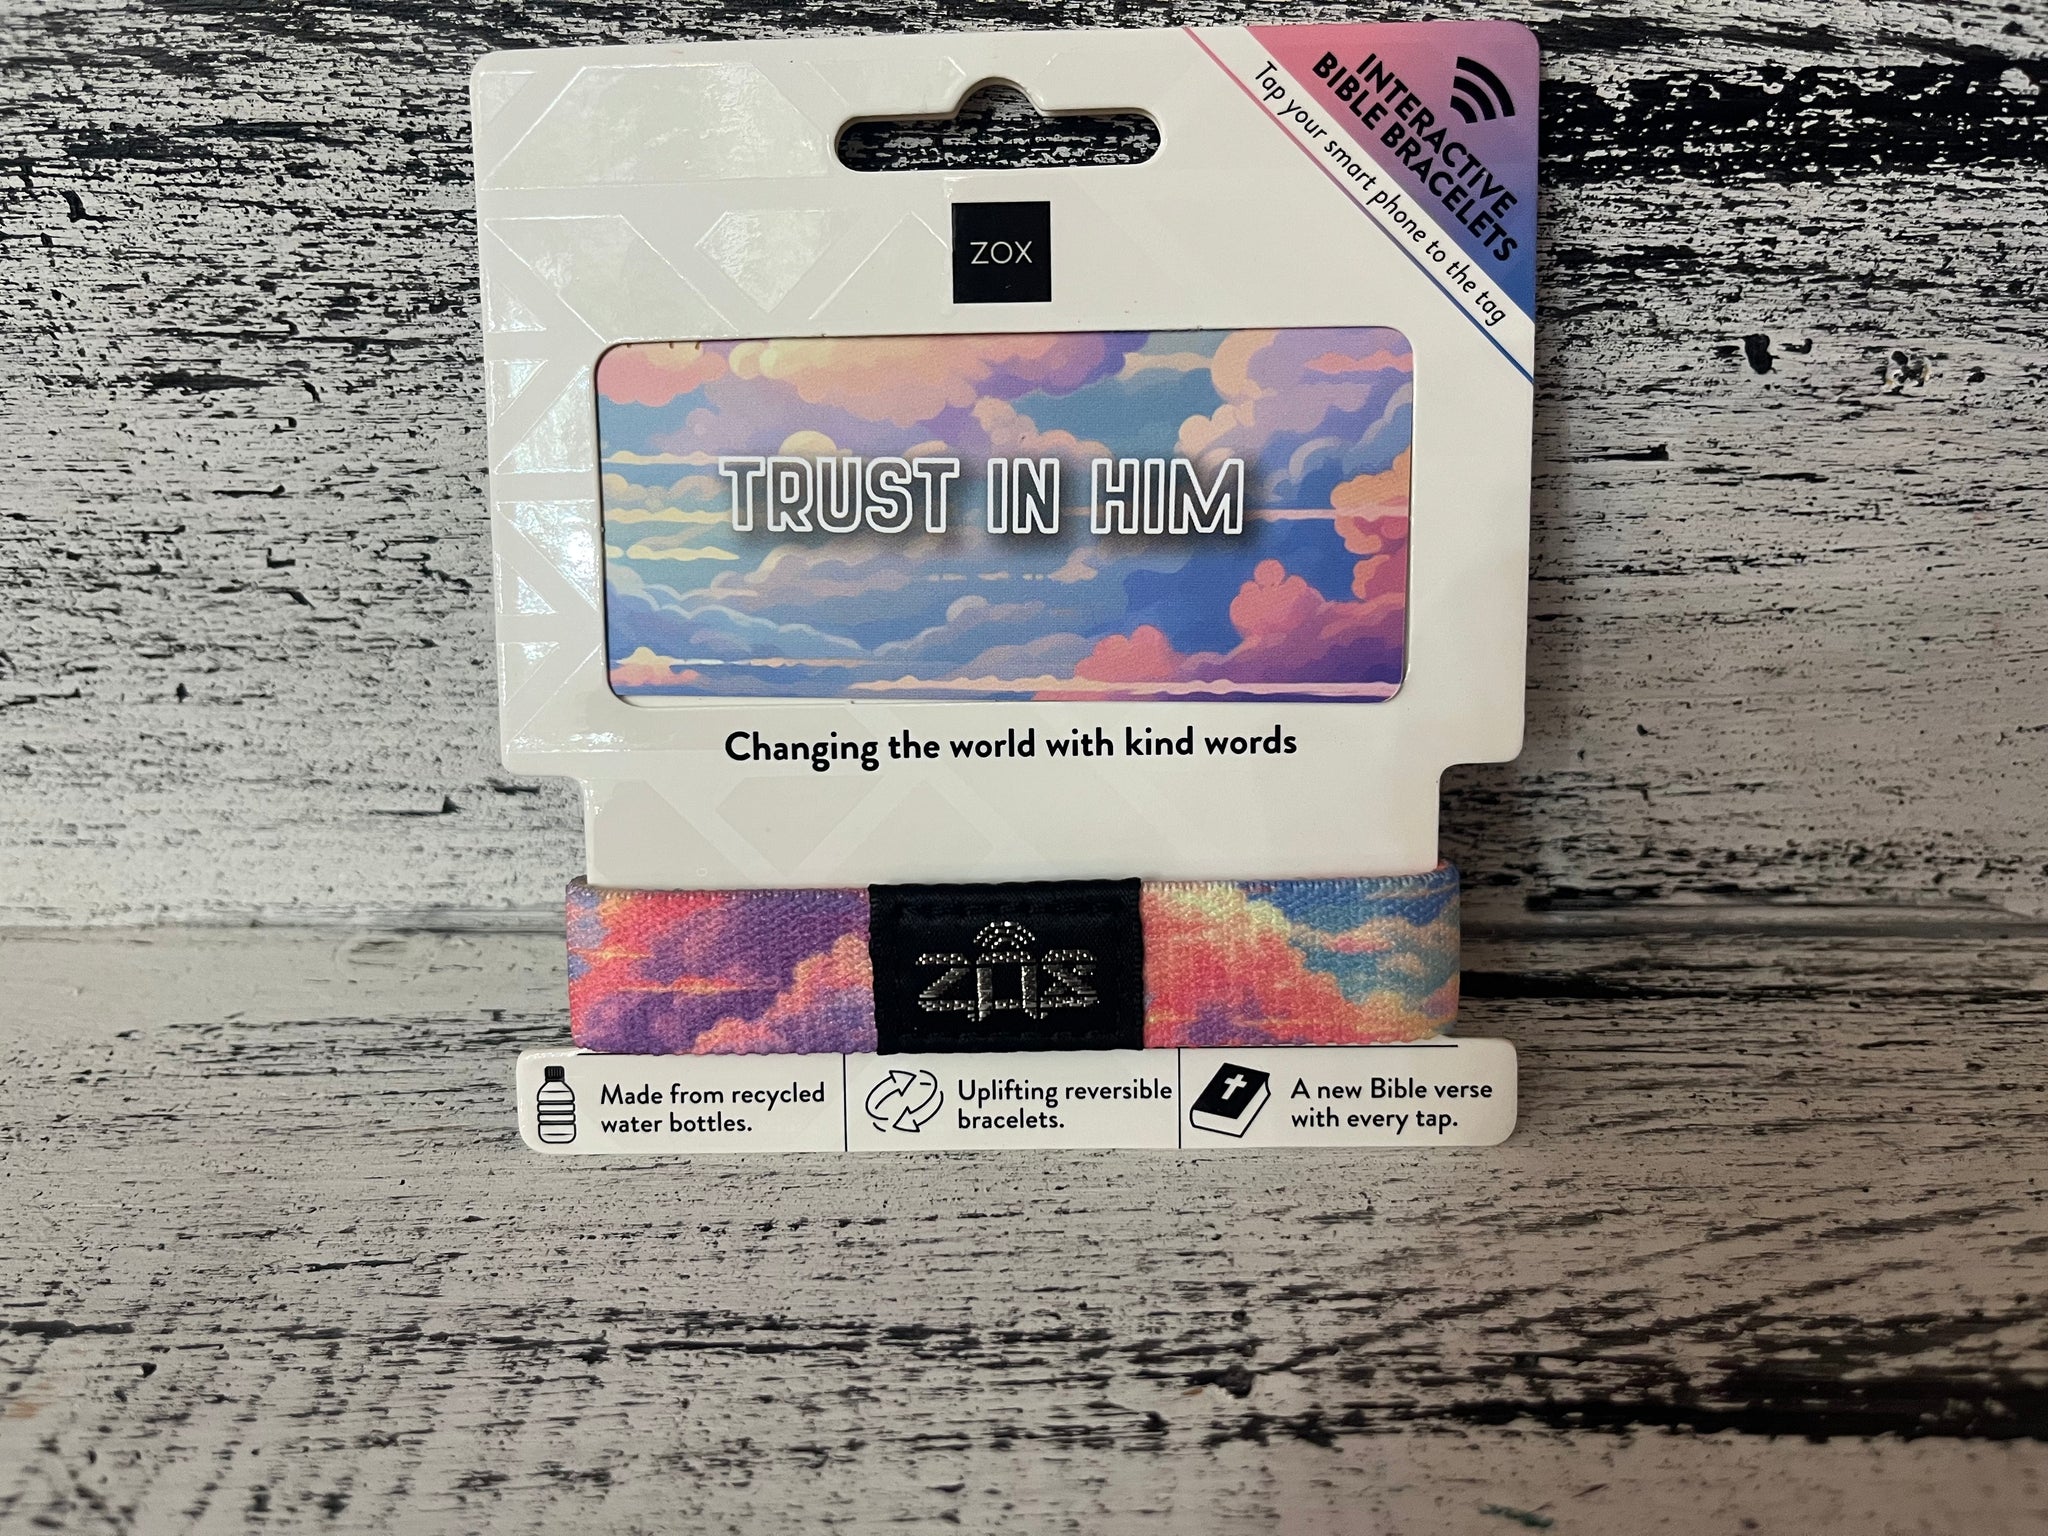 INTERACTIVE
BIBLE BRACELETS
Tap your smart phone to the tag
ZOX
TRUST IN HIM
Changing the world with kind words
ZOX
Made from recycled
water bottles.
Uplifting reversible
bracelets.
A new Bible verse
with every tap.